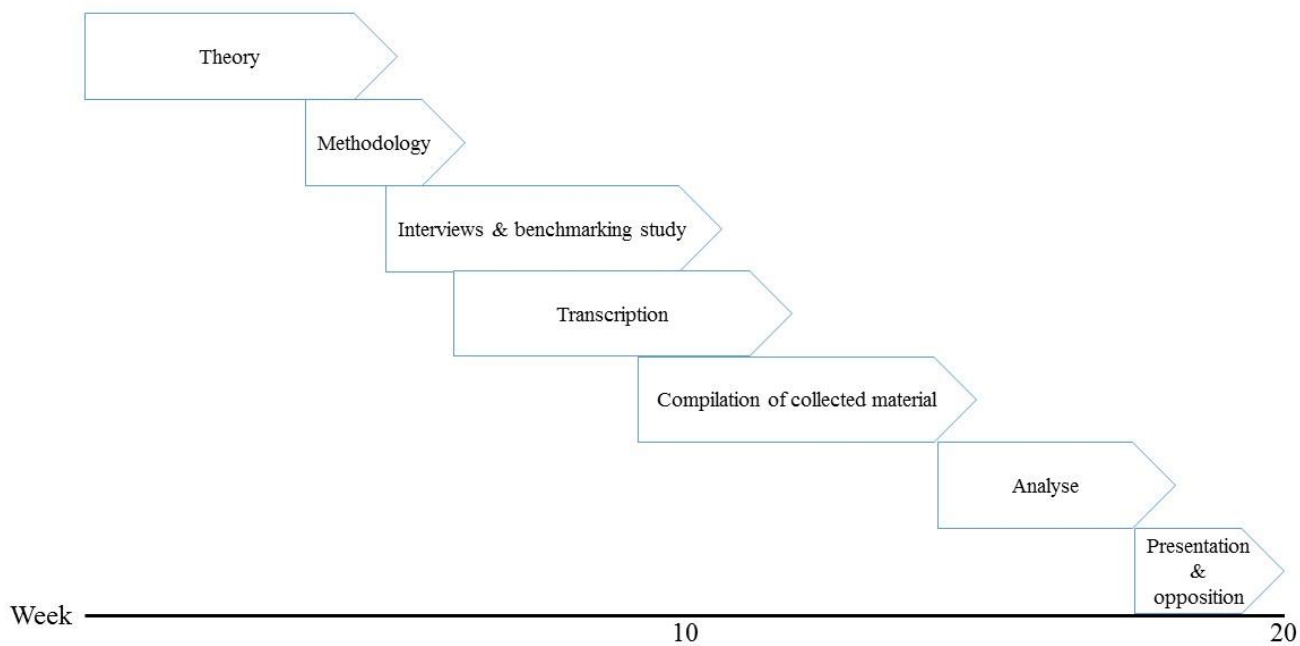 Theory
Methodology
Interviews & benchmarking study
Transcription
Compilation of collected material
Analyse
Presentation
&
opposition
Week
10
20